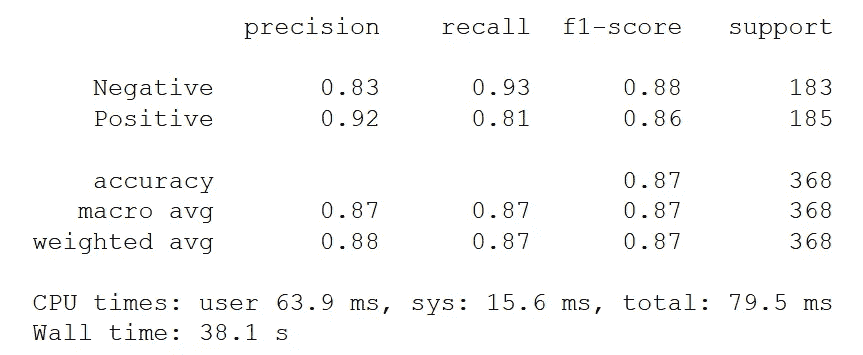 precision recall f1-score support
Negative 0.83 0.93 0.88 183
Positive 0.92 0.81 0.86 185
accuracy 0.87 368
macro avg 0.87 0.87 0.87 368
weighted avg 0.88 0.87 0.87 368
CPU times: user 63.9 ms, sys: 15.6 ms, total: 79.5 ms
Wall time: 38.1 s